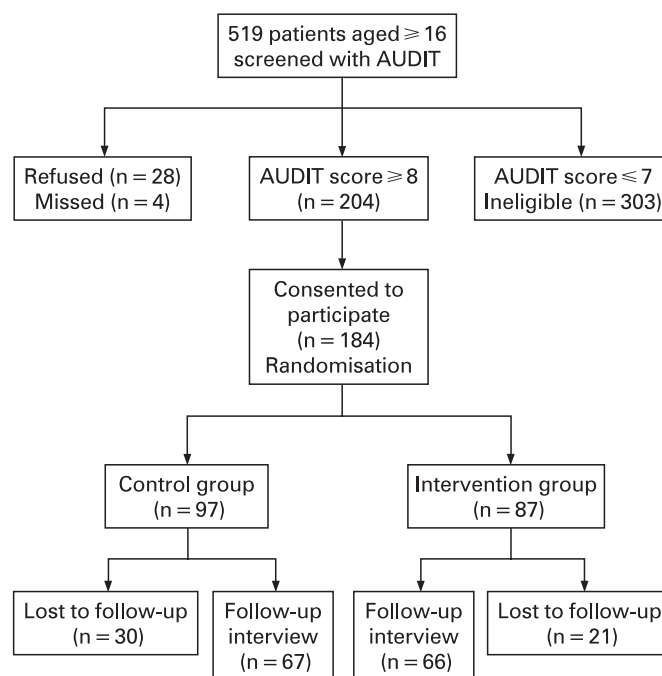 519 patients aged ≥ 16
screened with AUDIT
Refused (n = 28)
Missed (n = 4)
AUDIT score ≥ 8
(n = 204)
AUDIT score ≤ 7
Ineligible (n = 303)
Consented to
participate
(n = 184)
Randomisation
Control group
(n = 97)
Intervention group
(n = 87)
Lost to follow-up
(n = 30)
Follow-up
interview
(n = 67)
Follow-up
interview
(n = 66)
Lost to follow-up
(n = 21)